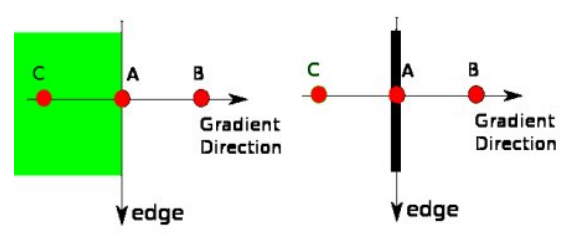 C
A
B
Gradient
Direction
edge
C
A
B
Gradient
Direction
edge